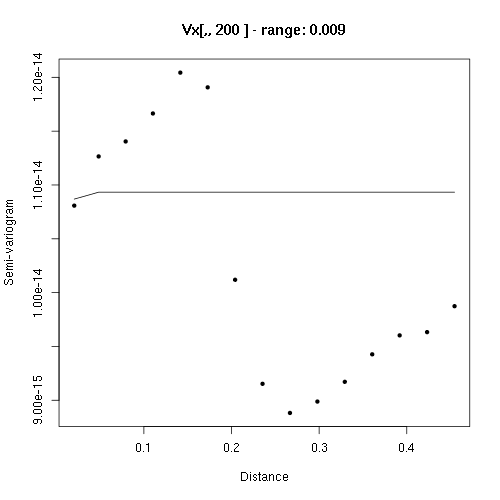 Vx[,, 200 ] - range: 0.009
Semi-variogram
1.20e-14
1.10e-14
1.00e-14
9.00e-15
0.1 0.2 0.3 0.4
Distance